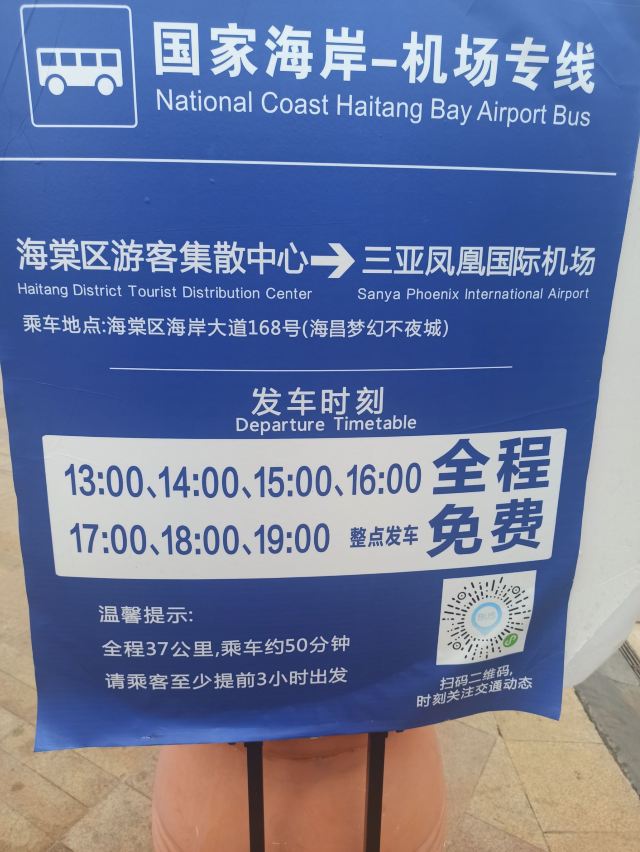 国家海岸-机场专线
National Coast Haitang Bay Airport Bus
海棠区游客集散中心→三亚凤凰国际机场
Haitang District Tourist Distribution Center Sanya Phoenix International Airport
乘车地点:海棠区海岸大道168号(海昌梦幻不夜城)
发车时刻
Departure Timetable
13:00、14:00、15:00、16:00
17:00、18:00、19:00 整点发车
全程
免费
温馨提示:
全程37公里,乘车约50分钟
请乘客至少提前3小时出发
扫码二维码,
时刻关注交通动态